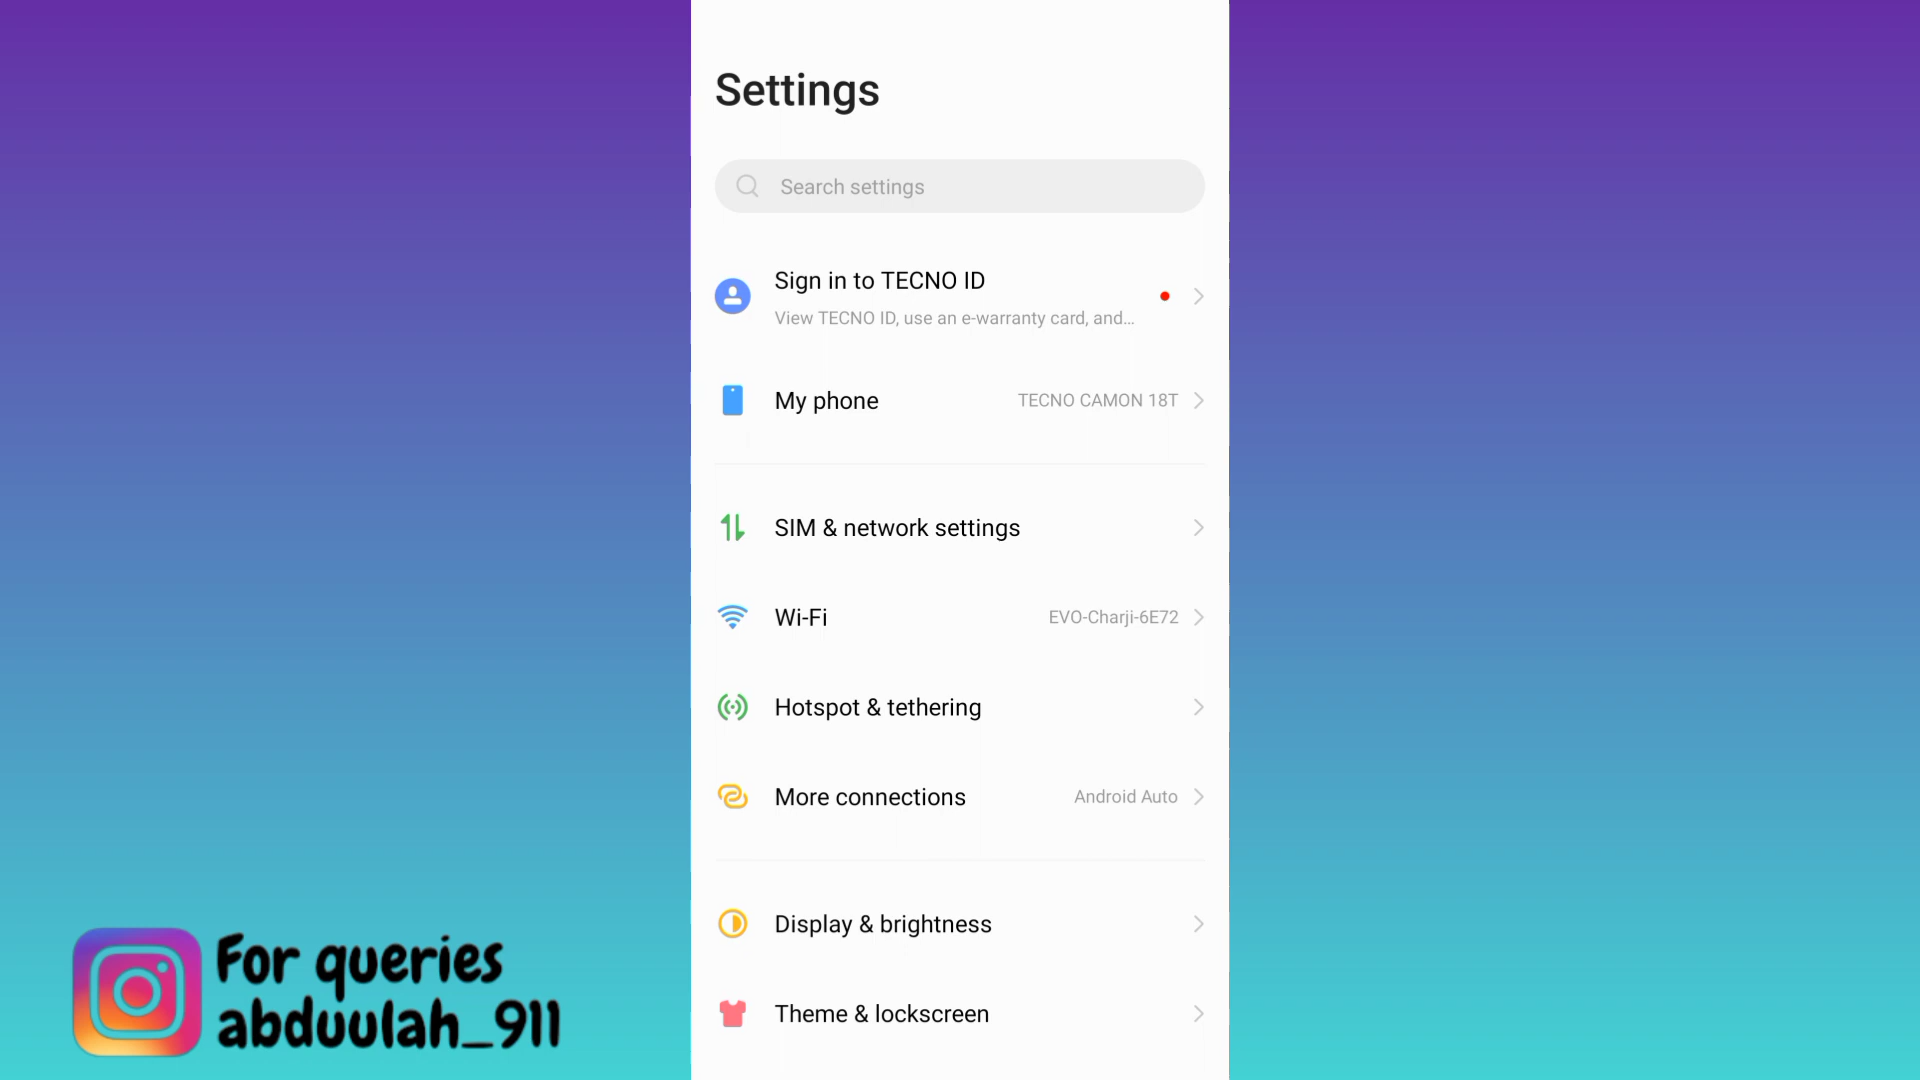 Settings
Search settings
Sign in to TECNO ID
View TECNO ID, use an e-warranty card, and...
My phone
TECNO CAMON 18T
SIM & network settings
Wi-Fi
EVO-Charji-6E72
Hotspot & tethering
More connections
Android Auto
Display & brightness
Theme & lockscreen
For queries
abduulah_911